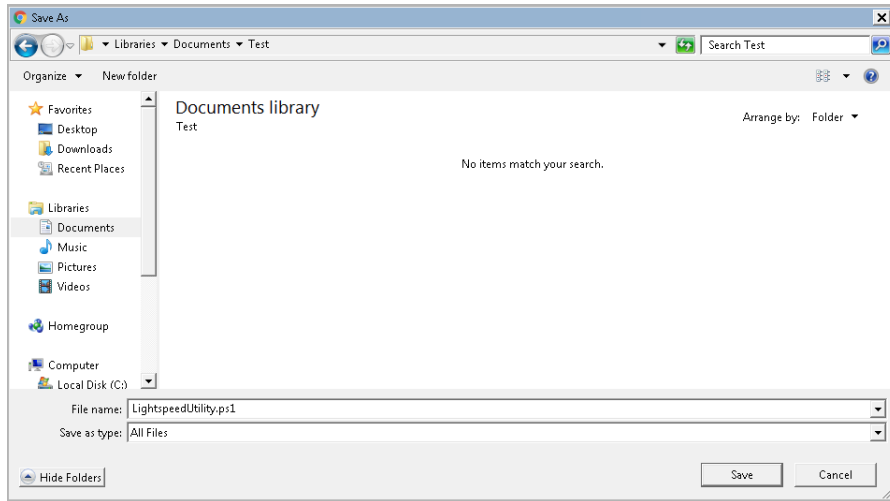 Save As
Libraries Documents Test
Search Test
Organize New folder
Favorites
Desktop
Downloads
Recent Places
Libraries
Documents
Music
Pictures
Videos
Homegroup
Computer
Local Disk (C:)
Documents library
Test
Arrange by: Folder
No items match your search.
File name: LightspeedUtility.ps1
Save as type: All Files
Hide Folders
Save
Cancel